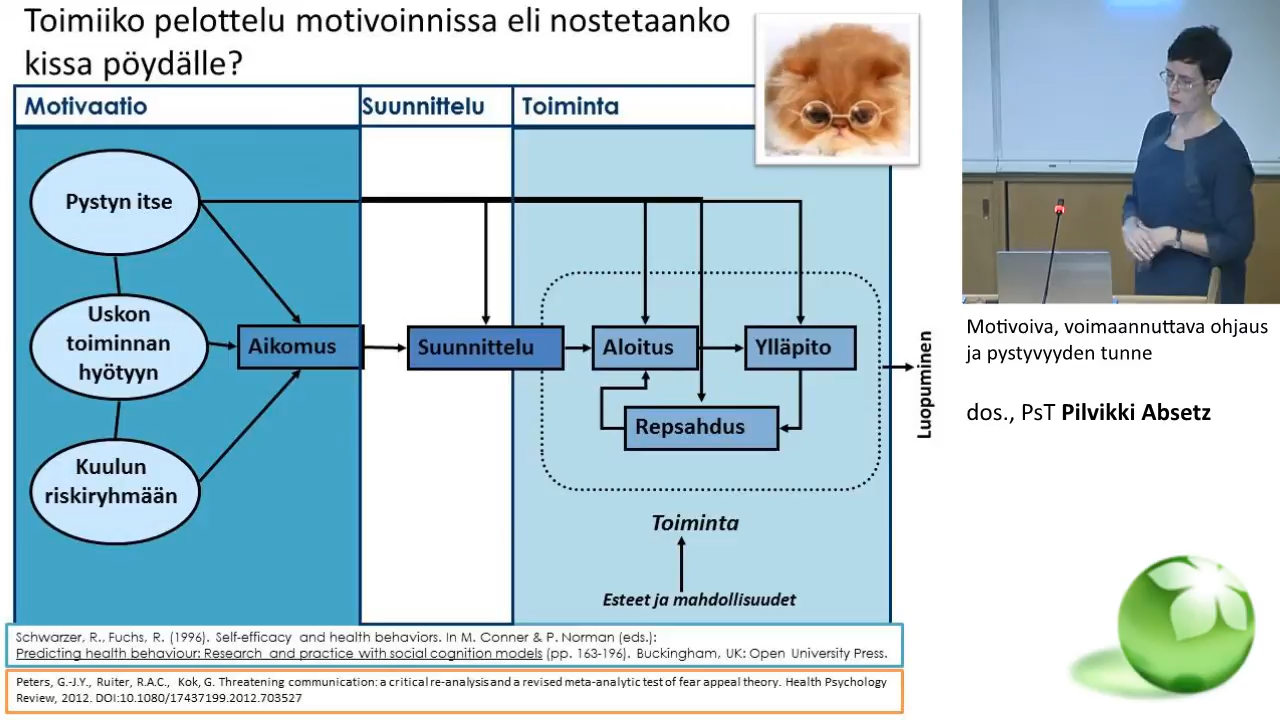 Toimiiko pelottelu motivoinnissa eli nostetaanko
kissa pöydälle?
Motivaatio
Suunnittelu
Toiminta
Pystyn itse
Uskon
toiminnan
hyötyyn
Kuulun
riskiryhmään
Aikomus
Suunnittelu
Aloitus
Ylläpito
Repsahdus
Luopuminen
Toiminta
Esteet ja mahdollisuudet
Schwarzer, R., Fuchs, R. (1996). Self-efficacy and health behaviors. In M. Conner & P. Norman (eds.):
Predicting health behaviour: Research and practice with social cognition models (pp. 163-196). Buckingham, UK: Open University Press.
Peters, G.-J.Y., Ruiter, R.A.C., Kok, G. Threatening communication: a critical re-analysis and a revised meta-analytic test of fear appeal theory. Health Psychology
Review, 2012. DOI:10.1080/17437199.2012.703527
Motivoiva, voimaannuttava ohjaus
ja pystyvyyden tunne
dos., PsT Pilvikki Absetz